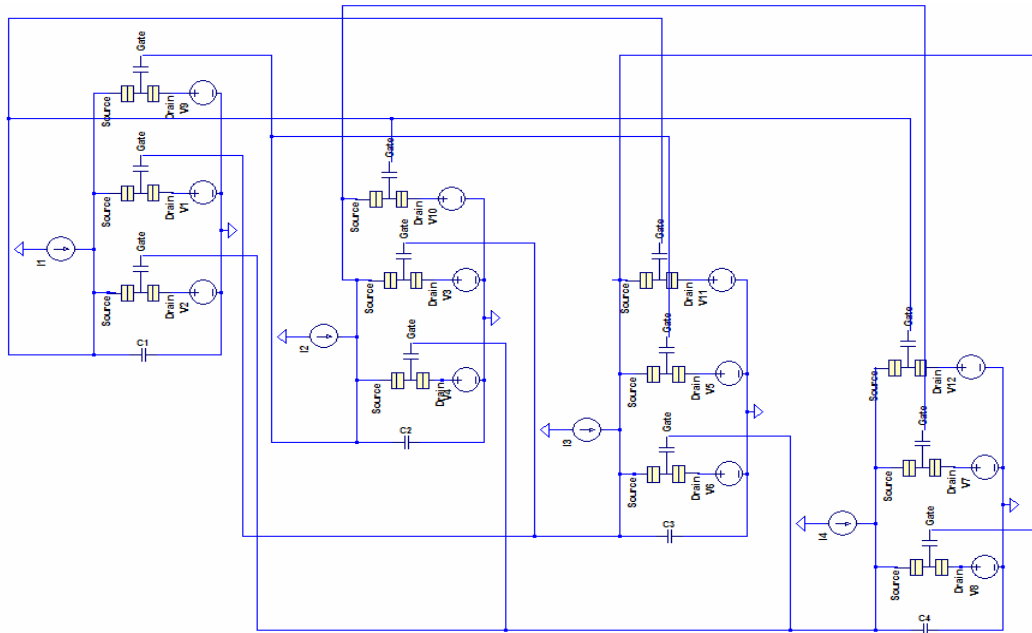 Gate
Source
Drain
V9
Gate
Source
Drain
V1
Gate
Source
Drain
V2
I1
C1
Gate
Source
Drain
V10
Gate
Source
Drain
V3
Gate
Source
Drain
V4
I2
C2
Gate
Source
Drain
V11
Gate
Source
Drain
V5
Gate
Source
Drain
V6
I3
C3
Gate
Source
Drain
V12
Gate
Source
Drain
V7
Gate
Source
Drain
V8
I4
C4